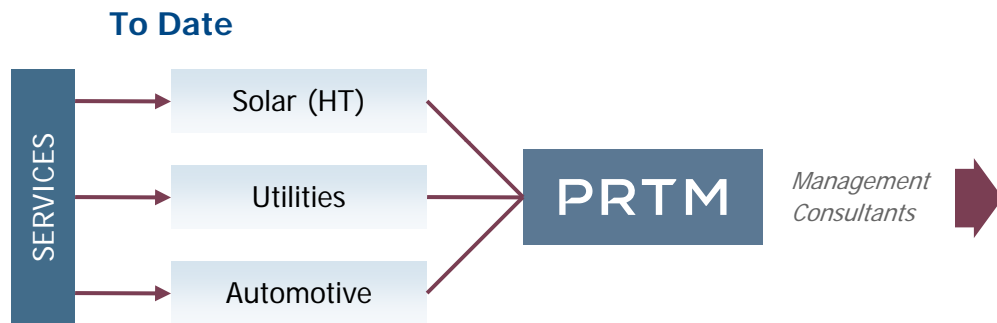 To Date
SERVICES
Solar (HT)
Utilities
Automotive
PRTM
Management
Consultants